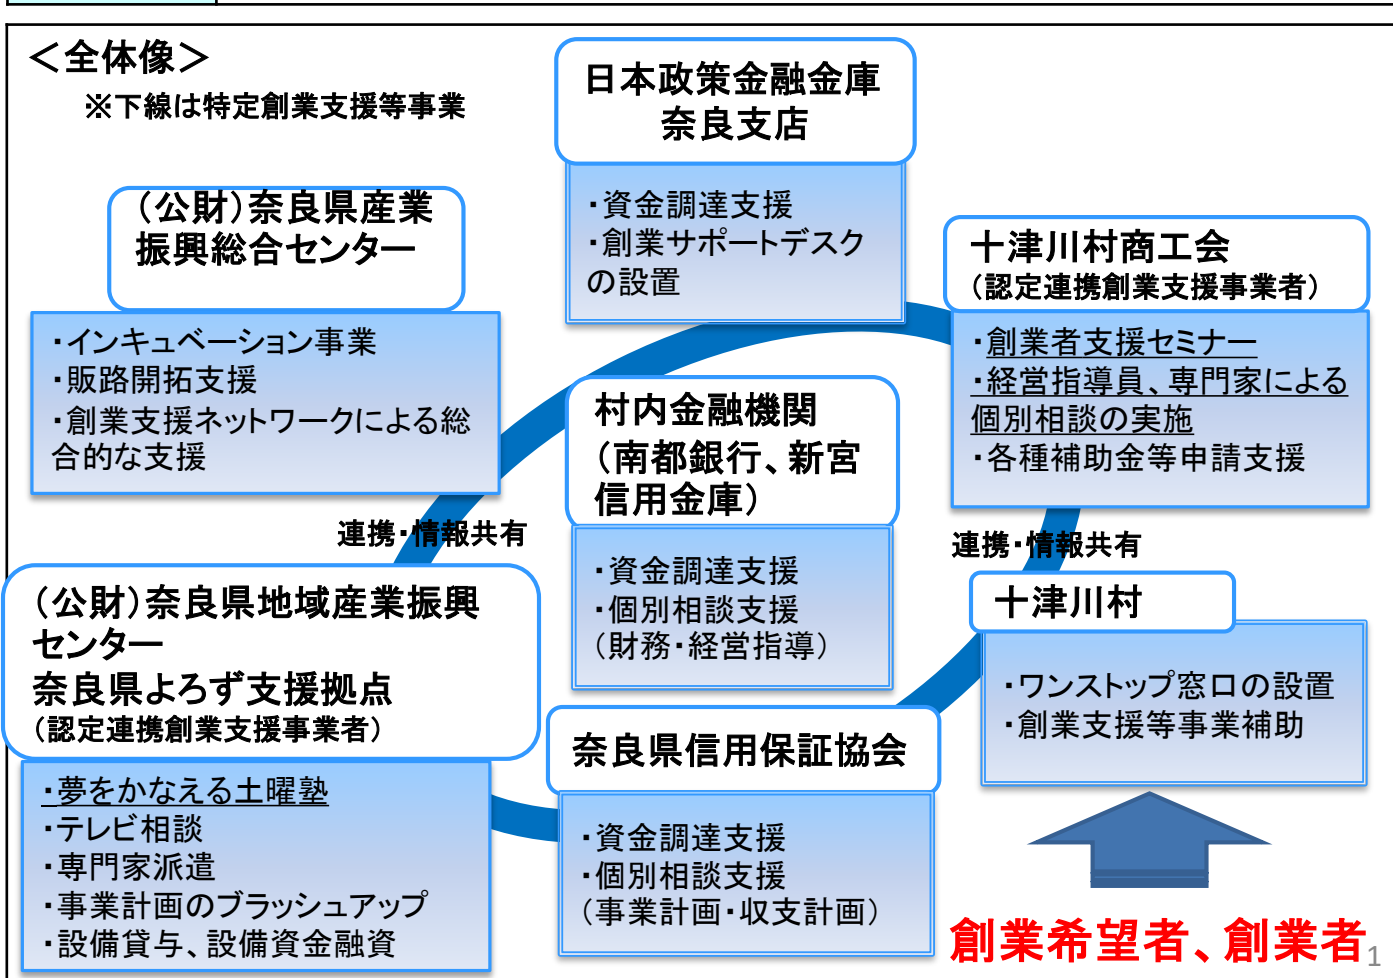 ＜全体像＞
※下線は特定創業支援等事業
日本政策金融金庫
奈良支店
・資金調達支援
・創業サポートデスク
の設置
（公財）奈良県産業
振興総合センター
・インキュベーション事業
・販路開拓支援
・創業支援ネットワークによる総
合的な支援
十津川村商工会
（認定連携創業支援事業者）
・創業者支援セミナー
・経営指導員、専門家による
個別相談の実施
・各種補助金等申請支援
村内金融機関
（南都銀行、新宮
信用金庫）
・資金調達支援
・個別相談支援
（財務・経営指導）
連携・情報共有
連携・情報共有
（公財）奈良県地域産業振興
センター
奈良県よろず支援拠点
（認定連携創業支援事業者）
・夢をかなえる土曜塾
・テレビ相談
・専門家派遣
・事業計画のブラッシュアップ
・設備貸与、設備資金融資
奈良県信用保証協会
・資金調達支援
・個別相談支援
（事業計画・収支計画）
十津川村
・ワンストップ窓口の設置
・創業支援等事業補助
創業希望者、創業者
1